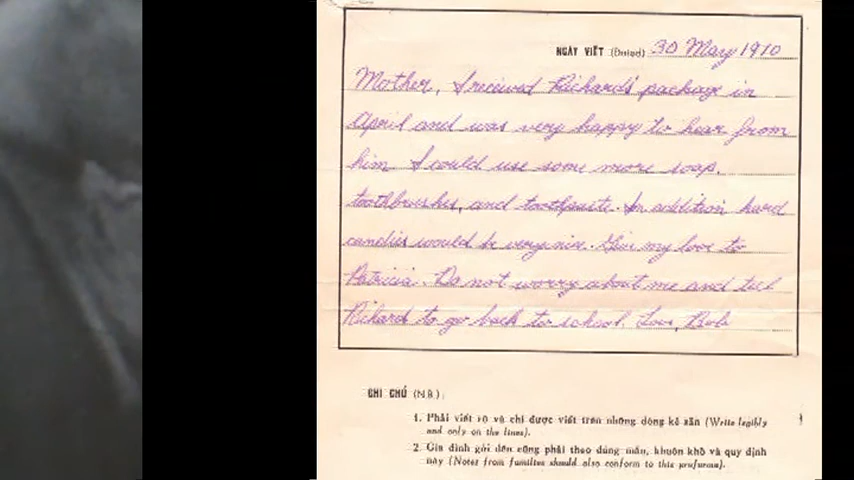 NGÀY VIẾT (Dated) 30 May 1970
Mother, I received Richard's package in
April and was very happy to hear from
him. I could use some more soap,
toothbrushes, and toothpaste. In addition hard
candies would be very nice. Give my love to
Patricia. Do not worry about me and tell
Richard to go back to school. Love, Bob
GHI CHÚ (N.B.):
1. Phải viết rõ và chỉ được viết trên những dòng kẻ sẵn (Write legibly
and only on the lines).
2. Gia đình gửi đến cũng phải theo đúng mẫu, khuôn khổ và quy định
này (Notes from families should also conform to this proforma).